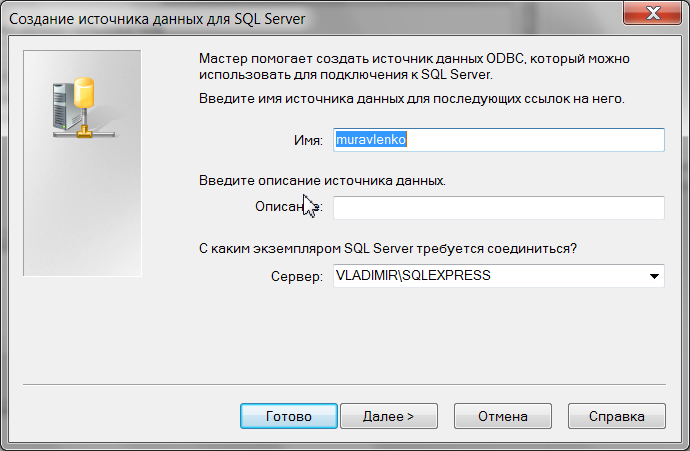 Создание источника данных для SQL Server
Мастер помогает создать источник данных ODBC, который можно
использовать для подключения к SQL Server.
Введите имя источника данных для последующих ссылок на него.
Имя: muravlenko
Введите описание источника данных.
Описание:
С каким экземпляром SQL Server требуется соединиться?
Сервер: VLADIMIR\SQLEXPRESS
Готово Далее > Отмена Справка